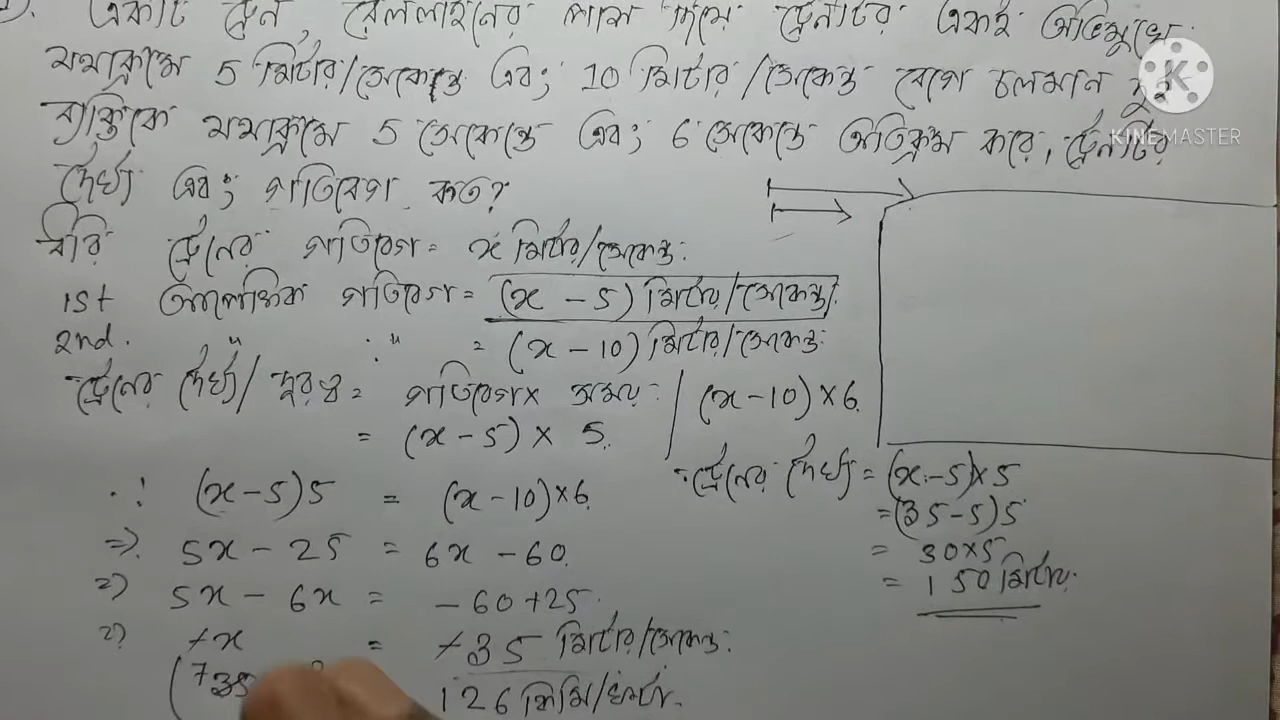 একটি ট্রেন, রেললাইনের পাশ দিয়ে ট্রেনটির একই অভিমুখে
যথাক্রমে 5 মিটার/সেকেন্ড এবং 10 মিটার/সেকেন্ড বেগে চলমান দুই
ব্যক্তিকে যথাক্রমে 5 সেকেন্ডে এবং 6 সেকেন্ডে অতিক্রম করে, ট্রেনটির
দৈর্ঘ্য এবং গতিবেগ কত?
ধরি ট্রেনের গতিবেগ = x মিটার/সেকেন্ড
1st আপেক্ষিক গতিবেগ = (x - 5) মিটার/সেকেন্ড
2nd. " " = (x - 10) মিটার/সেকেন্ড
ট্রেনের দৈর্ঘ্য/দূরত্ব = গতিবেগ × সময় | (x-10) × 6
= (x - 5) × 5
∴ (x - 5)5 = (x - 10)×6
⇒ 5x - 25 = 6x - 60
⇒ 5x - 6x = -60+25
⇒ +x = +35 মিটার/সেকেন্ড
126 কিমি/ঘন্টা
∴ ট্রেনের দৈর্ঘ্য = (x-5)×5
= (35-5)5
= 30×5
= 150 মিটার
KINEMASTER